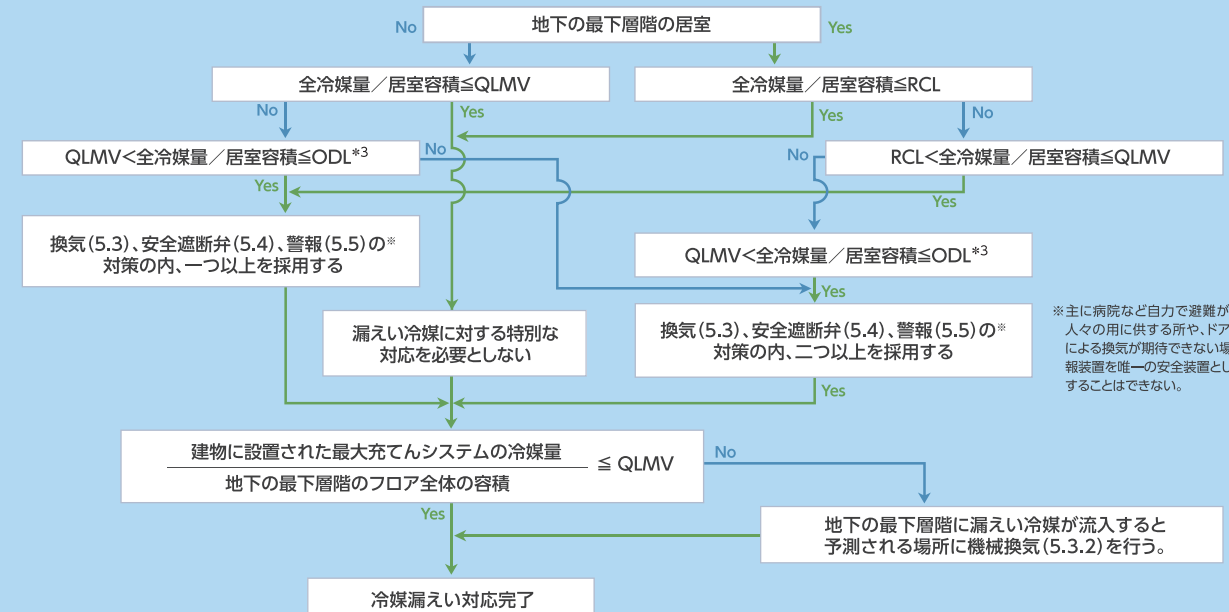 地下の最下層階の居室
No
Yes
全冷媒量／居室容積≦QLMV
全冷媒量／居室容積≦RCL
No
Yes
Yes
No
QLMV<全冷媒量／居室容積≦ODL*3
No
No
RCL<全冷媒量／居室容積≦QLMV
Yes
Yes
換気(5.3)、安全遮断弁(5.4)、警報(5.5)の※
対策の内、一つ以上を採用する
QLMV<全冷媒量／居室容積≦ODL*3
Yes
漏えい冷媒に対する特別な
対応を必要としない
換気(5.3)、安全遮断弁(5.4)、警報(5.5)の※
対策の内、二つ以上を採用する
※主に病院など自力で避難が
人々の用に供する所や、ドア
による換気が期待できない場
報装置を唯一の安全装置とし
することはできない。
Yes
建物に設置された最大充てんシステムの冷媒量
地下の最下層階のフロア全体の容積
≦ QLMV
No
Yes
地下の最下層階に漏えい冷媒が流入すると
予測される場所に機械換気(5.3.2)を行う。
冷媒漏えい対応完了